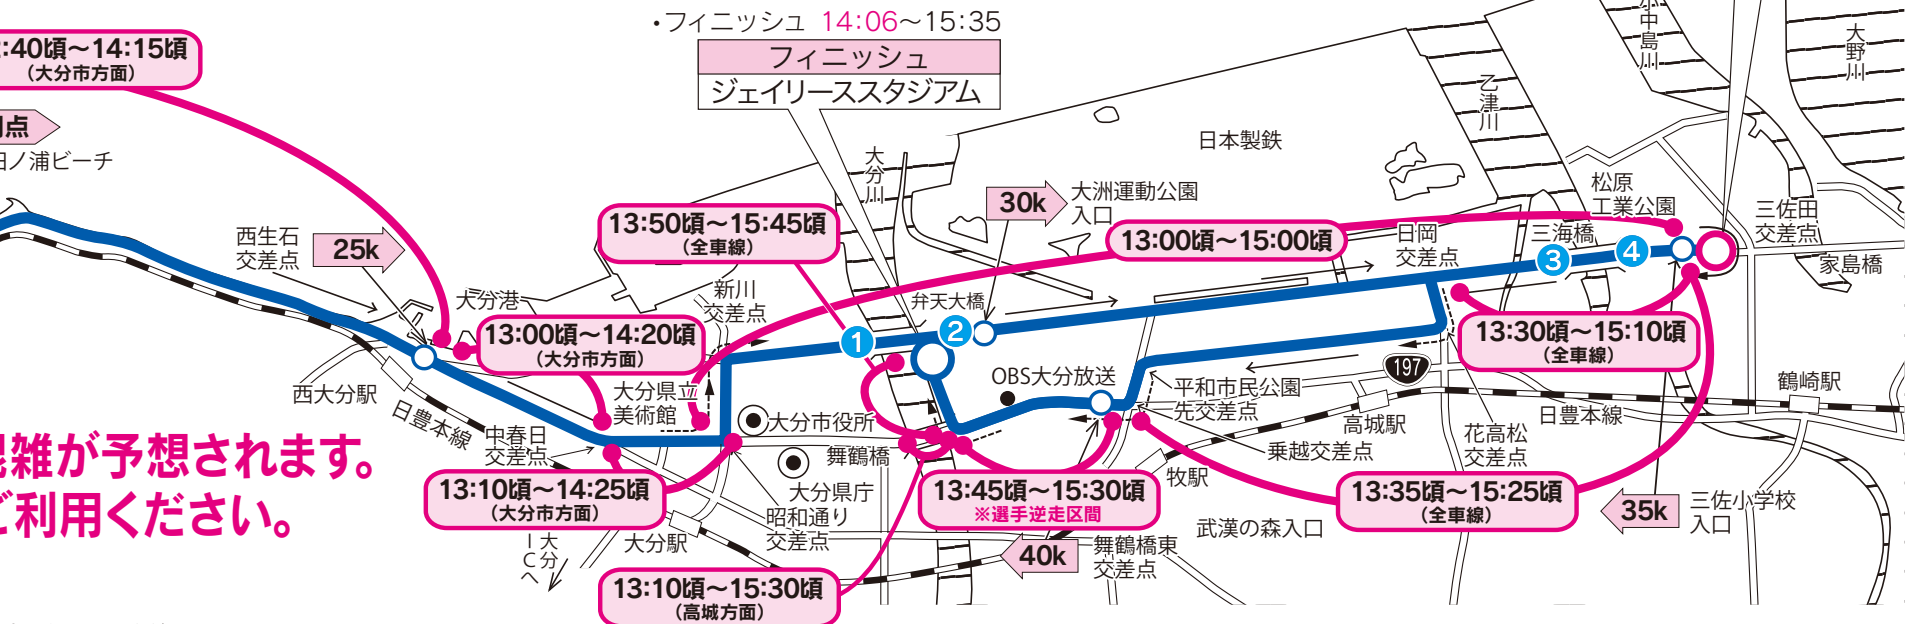 ・フィニッシュ 14:06～15:35
フィニッシュ
ジェイリーススタジアム
:40頃～14:15頃
（大分市方面）
点
ノ浦ビーチ
西生石
交差点
25k
大分港
13:00頃～14:20頃
（大分市方面）
西大分駅
日豊本線
中春日
交差点
大分県立
美術館
新川
交差点
13:50頃～15:45頃
（全車線）
大分川
弁天大橋
1
2
30k
大洲運動公園
入口
日本製鉄
13:00頃～15:00頃
日岡
交差点
乙津川
三海橋
3
4
松原
工業公園
小中島川
大野川
三佐田
交差点
家島橋
13:30頃～15:10頃
（全車線）
197
鶴崎駅
日豊本線
花高松
交差点
高城駅
平和市民公園
先交差点
乗越交差点
OBS大分放送
牧駅
大分市役所
舞鶴橋
大分県庁
昭和通り
交差点
13:10頃～14:25頃
（大分市方面）
大分駅
大分
ICへ
13:45頃～15:30頃
※選手逆走区間
13:35頃～15:25頃
（全車線）
35k
三佐小学校
入口
武漢の森入口
40k
舞鶴橋東
交差点
13:10頃～15:30頃
（高城方面）
雑が予想されます。
ご利用ください。